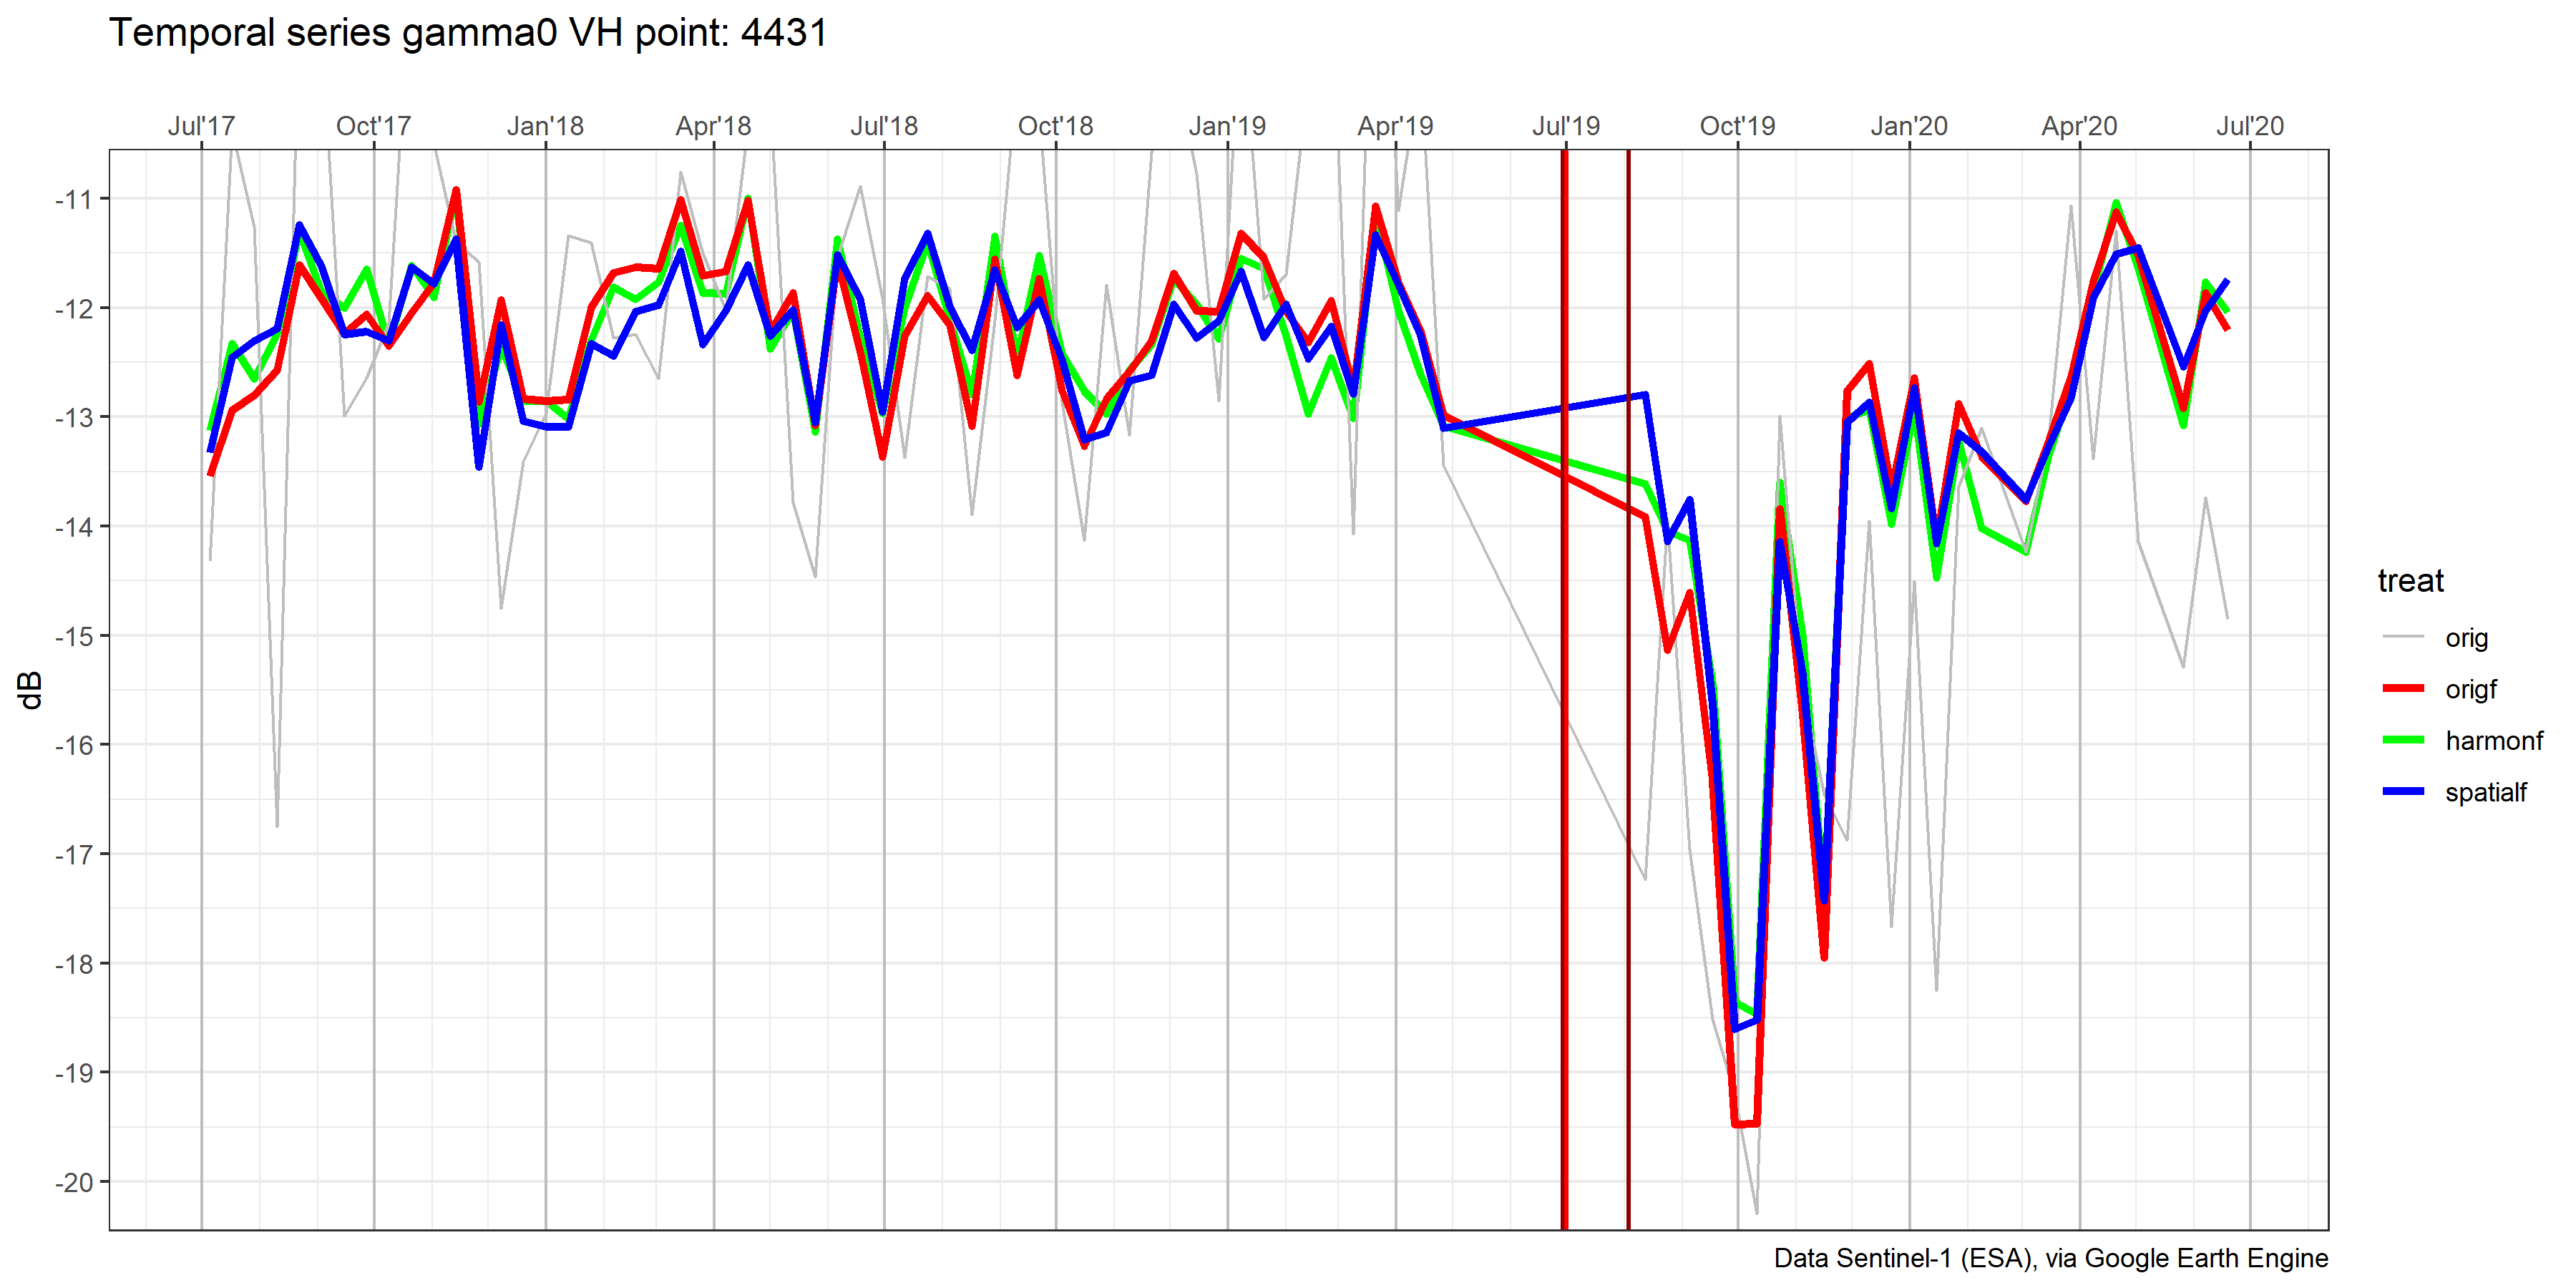 Temporal series gamma0 VH point: 4431
Jul'17 Oct'17 Jan'18 Apr'18 Jul'18 Oct'18 Jan'19 Apr'19 Jul'19 Oct'19 Jan'20 Apr'20 Jul'20
-11
-12
-13
-14
-15
-16
-17
-18
-19
-20
dB
treat
orig
origf
harmonf
spatialf
Data Sentinel-1 (ESA), via Google Earth Engine